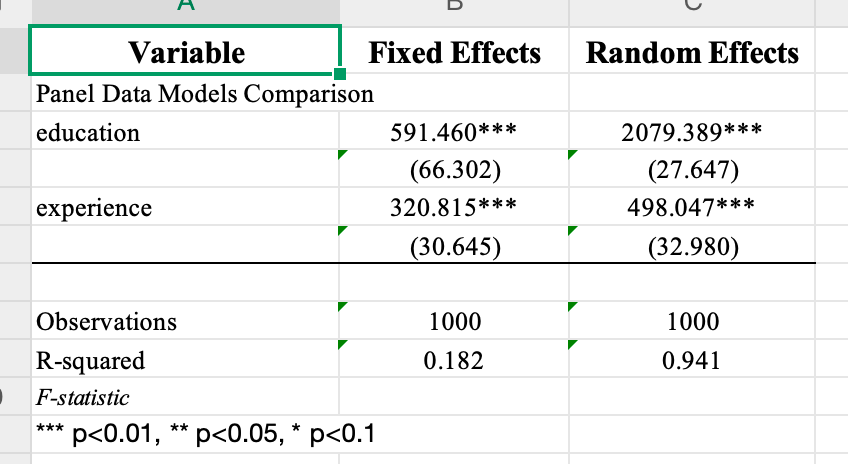 A B C
Variable Fixed Effects Random Effects
Panel Data Models Comparison
education 591.460*** 2079.389***
(66.302) (27.647)
experience 320.815*** 498.047***
(30.645) (32.980)
Observations 1000 1000
R-squared 0.182 0.941
F-statistic
*** p<0.01, ** p<0.05, * p<0.1